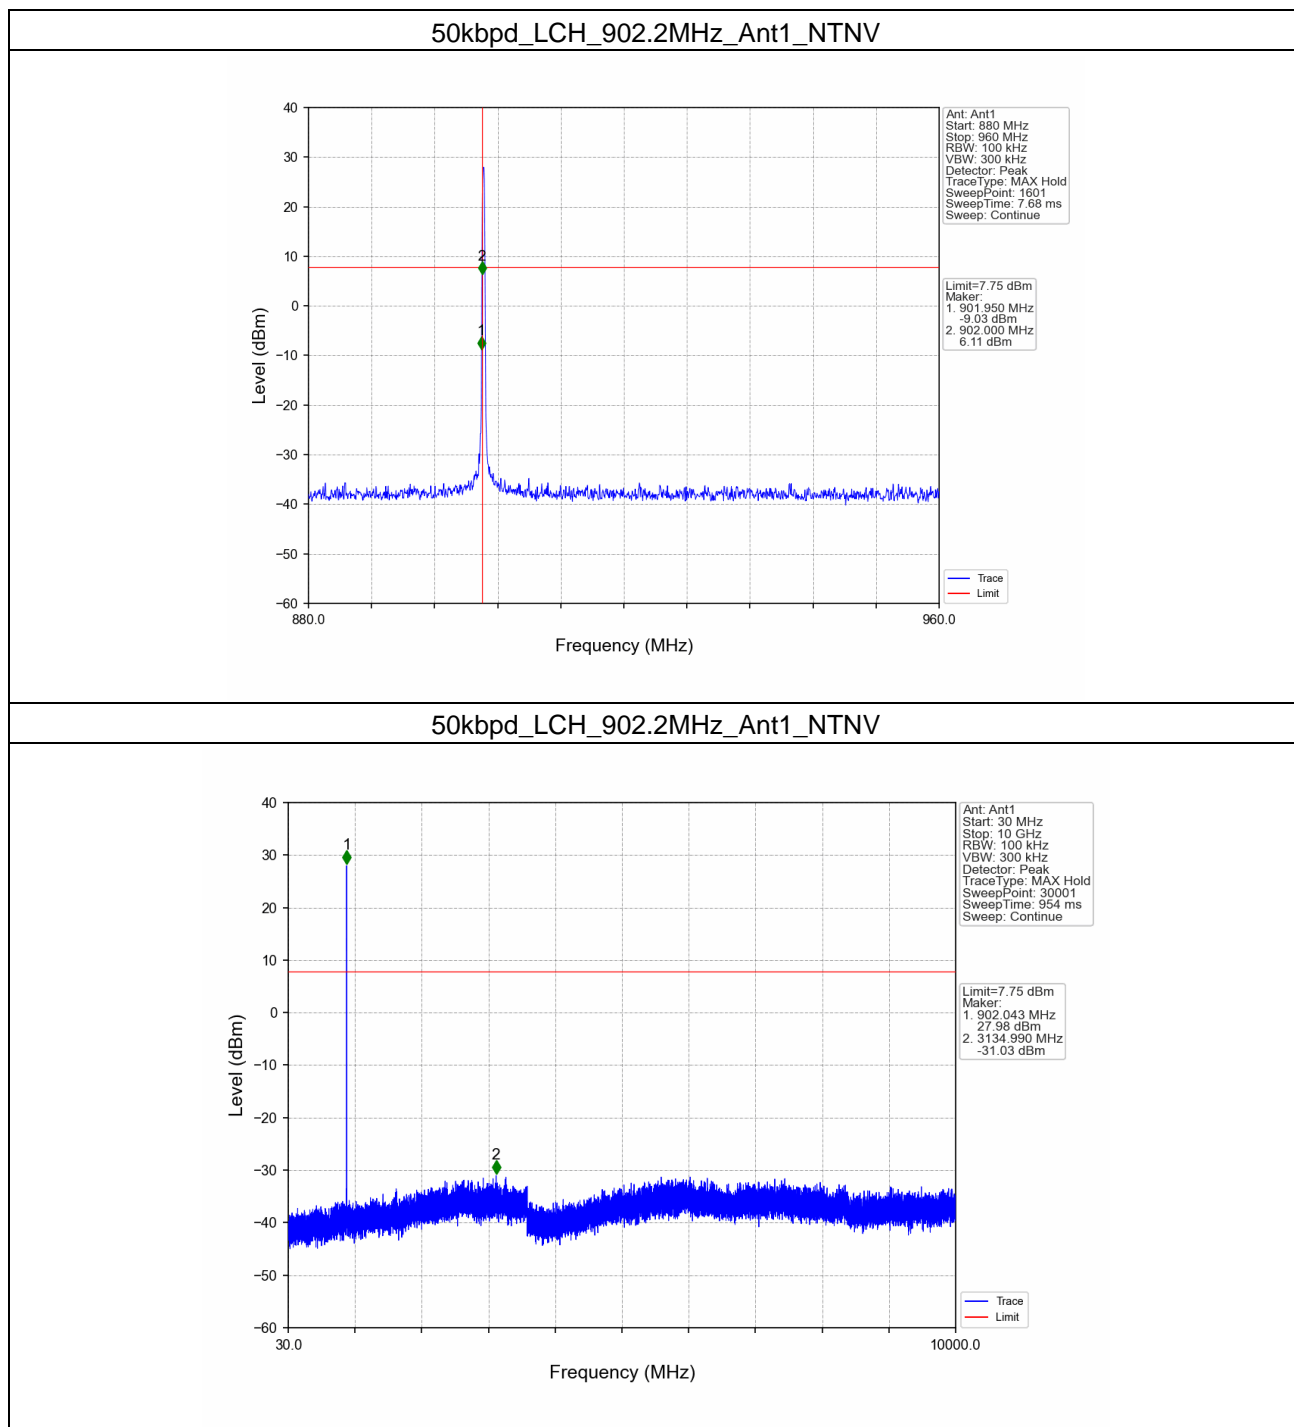 50kbpd_LCH_902.2MHz_Ant1_NTNV
40
30
20
10
0
−10
−20
−30
−40
−50
−60
Level (dBm)
2
1
880.0
960.0
Frequency (MHz)
Ant: Ant1
Start: 880 MHz
Stop: 960 MHz
RBW: 100 kHz
VBW: 300 kHz
Detector: Peak
TraceType: MAX Hold
SweepPoint: 1601
SweepTime: 7.68 ms
Sweep: Continue
Limit=7.75 dBm
Maker:
1. 901.950 MHz
-9.03 dBm
2. 902.000 MHz
6.11 dBm
Trace
Limit
50kbpd_LCH_902.2MHz_Ant1_NTNV
40
30
20
10
0
−10
−20
−30
−40
−50
−60
Level (dBm)
1
2
30.0
10000.0
Frequency (MHz)
Ant: Ant1
Start: 30 MHz
Stop: 10 GHz
RBW: 100 kHz
VBW: 300 kHz
Detector: Peak
TraceType: MAX Hold
SweepPoint: 30001
SweepTime: 954 ms
Sweep: Continue
Limit=7.75 dBm
Maker:
1. 902.043 MHz
27.98 dBm
2. 3134.990 MHz
-31.03 dBm
Trace
Limit